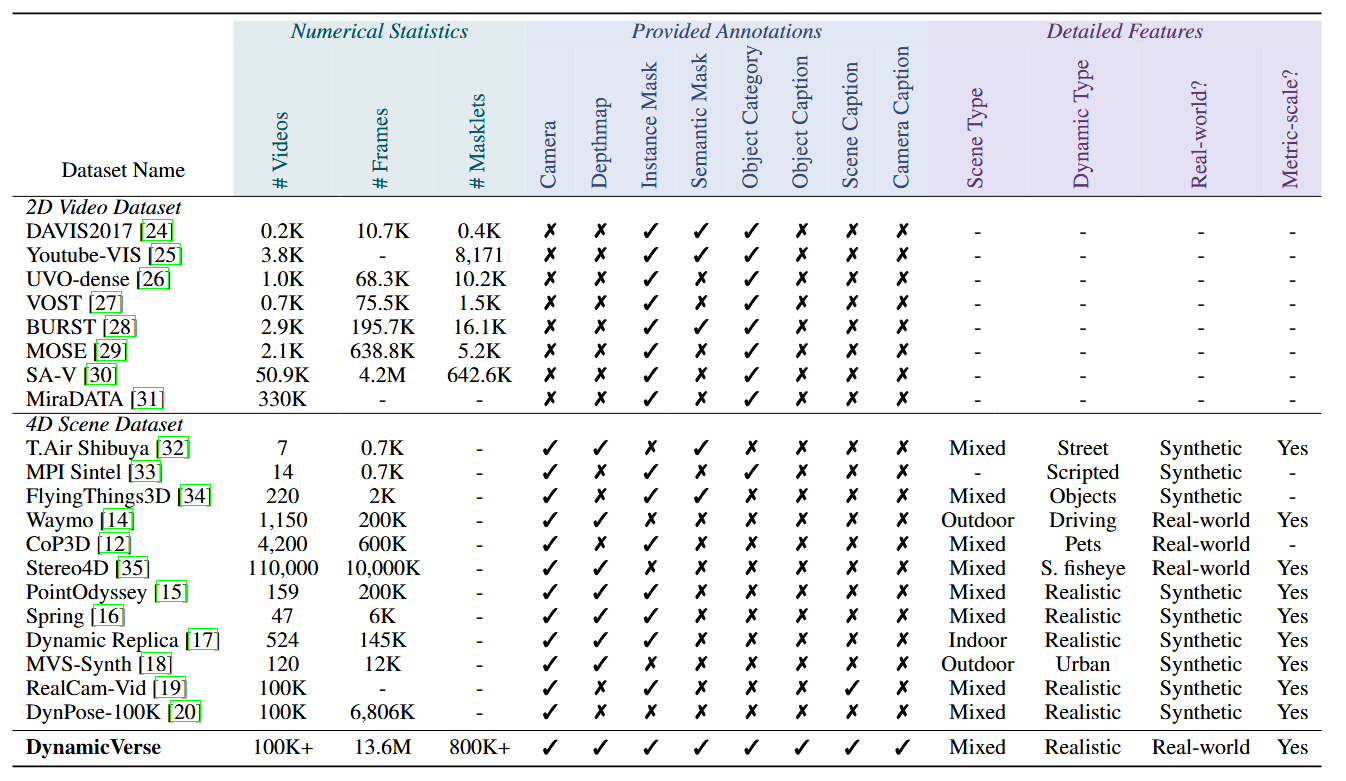 Numerical Statistics Provided Annotations Detailed Features
Dataset Name # Videos # Frames # Masklets Camera Depthmap Instance Mask Semantic Mask Object Category Object Caption Scene Caption Camera Caption Scene Type Dynamic Type Real-world? Metric-scale?
2D Video Dataset
DAVIS2017 [24] 0.2K 10.7K 0.4K ✗ ✗ ✓ ✓ ✓ ✗ ✗ ✗ - - - -
Youtube-VIS [25] 3.8K - 8,171 ✗ ✗ ✓ ✓ ✓ ✗ ✗ ✗ - - - -
UVO-dense [26] 1.0K 68.3K 10.2K ✗ ✗ ✓ ✗ ✓ ✗ ✗ ✗ - - - -
VOST [27] 0.7K 75.5K 1.5K ✗ ✗ ✓ ✗ ✓ ✗ ✗ ✗ - - - -
BURST [28] 2.9K 195.7K 16.1K ✗ ✗ ✓ ✓ ✓ ✗ ✗ ✗ - - - -
MOSE [29] 2.1K 638.8K 5.2K ✗ ✗ ✓ ✗ ✓ ✗ ✗ ✗ - - - -
SA-V [30] 50.9K 4.2M 642.6K ✗ ✗ ✓ ✗ ✓ ✗ ✗ ✗ - - - -
MiraDATA [31] 330K - - ✗ ✗ ✓ ✗ ✓ ✗ ✗ ✗ - - - -
4D Scene Dataset
T.Air Shibuya [32] 7 0.7K - ✓ ✓ ✗ ✓ ✗ ✗ ✗ ✗ Mixed Street Synthetic Yes
MPI Sintel [33] 14 0.7K - ✓ ✗ ✓ ✗ ✓ ✗ ✗ ✗ - Scripted Synthetic -
FlyingThings3D [34] 220 2K - ✓ ✗ ✓ ✓ ✗ ✗ ✗ ✗ Mixed Objects Synthetic -
Waymo [14] 1,150 200K - ✓ ✓ ✗ ✗ ✗ ✗ ✗ ✗ Outdoor Driving Real-world Yes
CoP3D [12] 4,200 600K - ✓ ✗ ✓ ✗ ✗ ✗ ✗ ✗ Mixed Pets Real-world -
Stereo4D [35] 110,000 10,000K - ✓ ✓ ✗ ✗ ✗ ✗ ✗ ✗ Mixed S. fisheye Real-world Yes
PointOdyssey [15] 159 200K - ✓ ✓ ✓ ✗ ✗ ✗ ✗ ✗ Mixed Realistic Synthetic Yes
Spring [16] 47 6K - ✓ ✓ ✓ ✗ ✗ ✗ ✗ ✗ Mixed Realistic Synthetic Yes
Dynamic Replica [17] 524 145K - ✓ ✓ ✓ ✗ ✗ ✗ ✗ ✗ Indoor Realistic Synthetic Yes
MVS-Synth [18] 120 12K - ✓ ✓ ✗ ✗ ✗ ✗ ✗ ✗ Outdoor Urban Synthetic Yes
RealCam-Vid [19] 100K - - ✓ ✗ ✓ ✗ ✗ ✗ ✓ ✗ Mixed Realistic Synthetic Yes
DynPose-100K [20] 100K 6,806K - ✓ ✗ ✗ ✗ ✗ ✗ ✗ ✗ Mixed Realistic Synthetic Yes
DynamicVerse 100K+ 13.6M 800K+ ✓ ✓ ✓ ✓ ✓ ✓ ✓ ✓ Mixed Realistic Real-world Yes